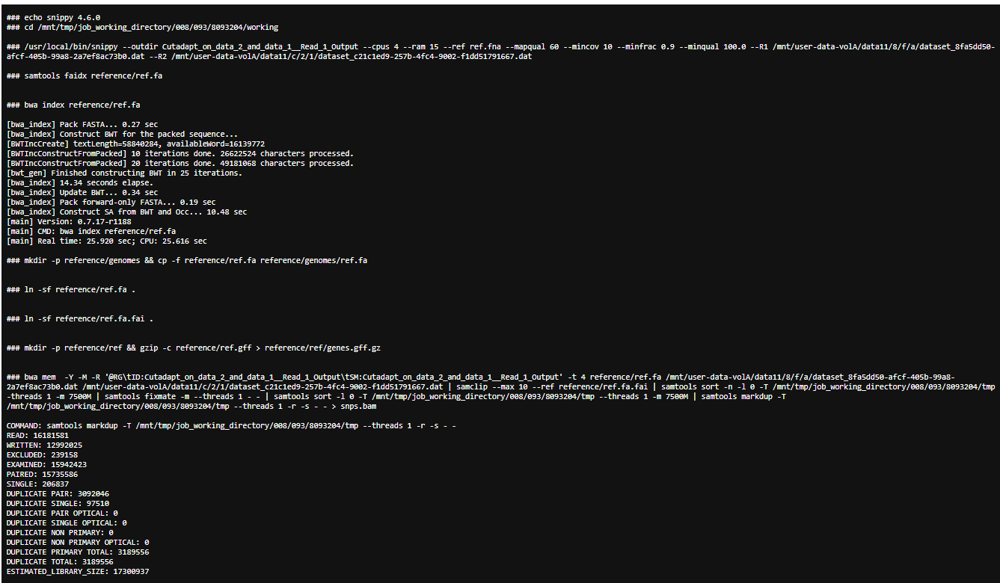 ### echo snippy 4.6.0
### cd /mnt/tmp/job_working_directory/008/093/8093204/working
### /usr/local/bin/snippy --outdir Cutadapt_on_data_2_and_data_1__Read_1_Output --cpus 4 --ram 15 --ref ref.fna --mapqual 60 --mincov 10 --minfrac 0.9 --minqual 100.0 --R1 /mnt/user-data-volA/data11/8/f/a/dataset_8fa5dd50-
afcf-405b-99a8-2a7ef8ac73b0.dat --R2 /mnt/user-data-volA/data11/c/2/1/dataset_c21c1ed9-257b-4fc4-9002-f1dd51791667.dat
### samtools faidx reference/ref.fa
### bwa index reference/ref.fa
[bwa_index] Pack FASTA... 0.27 sec
[bwa_index] Construct BWT for the packed sequence...
[BWTIncCreate] textLength=58840284, availableWord=16139772
[BWTIncConstructFromPacked] 10 iterations done. 26622524 characters processed.
[BWTIncConstructFromPacked] 20 iterations done. 49181068 characters processed.
[bwt_gen] Finished constructing BWT in 25 iterations.
[bwa_index] 14.34 seconds elapse.
[bwa_index] Update BWT... 0.34 sec
[bwa_index] Pack forward-only FASTA... 0.19 sec
[bwa_index] Construct SA from BWT and Occ... 10.48 sec
[main] Version: 0.7.17-r1188
[main] CMD: bwa index reference/ref.fa
[main] Real time: 25.920 sec; CPU: 25.616 sec
### mkdir -p reference/genomes && cp -f reference/ref.fa reference/genomes/ref.fa
### ln -sf reference/ref.fa .
### ln -sf reference/ref.fa.fai .
### mkdir -p reference/ref && gzip -c reference/ref.gff > reference/ref/genes.gff.gz
### bwa mem  -Y -M -R '@RG\tID:Cutadapt_on_data_2_and_data_1__Read_1_Output\tSM:Cutadapt_on_data_2_and_data_1__Read_1_Output' -t 4 reference/ref.fa /mnt/user-data-volA/data11/8/f/a/dataset_8fa5dd50-afcf-405b-99a8-
2a7ef8ac73b0.dat /mnt/user-data-volA/data11/c/2/1/dataset_c21c1ed9-257b-4fc4-9002-f1dd51791667.dat | samclip --max 10 --ref reference/ref.fa.fai | samtools sort -n -l 0 -T /mnt/tmp/job_working_directory/008/093/8093204/tmp -
-threads 1 -m 7500M | samtools fixmate -m --threads 1 - - | samtools sort -l 0 -T /mnt/tmp/job_working_directory/008/093/8093204/tmp --threads 1 -m 7500M | samtools markdup -T
/mnt/tmp/job_working_directory/008/093/8093204/tmp --threads 1 -r -s - - > snps.bam
COMMAND: samtools markdup -T /mnt/tmp/job_working_directory/008/093/8093204/tmp --threads 1 -r -s - -
READ: 16181581
WRITTEN: 12992025
EXCLUDED: 239158
EXAMINED: 15942423
PAIRED: 15735586
SINGLE: 206837
DUPLICATE PAIR: 3092046
DUPLICATE SINGLE: 97510
DUPLICATE PAIR OPTICAL: 0
DUPLICATE SINGLE OPTICAL: 0
DUPLICATE NON PRIMARY: 0
DUPLICATE NON PRIMARY OPTICAL: 0
DUPLICATE PRIMARY TOTAL: 3189556
DUPLICATE TOTAL: 3189556
ESTIMATED_LIBRARY_SIZE: 17300937